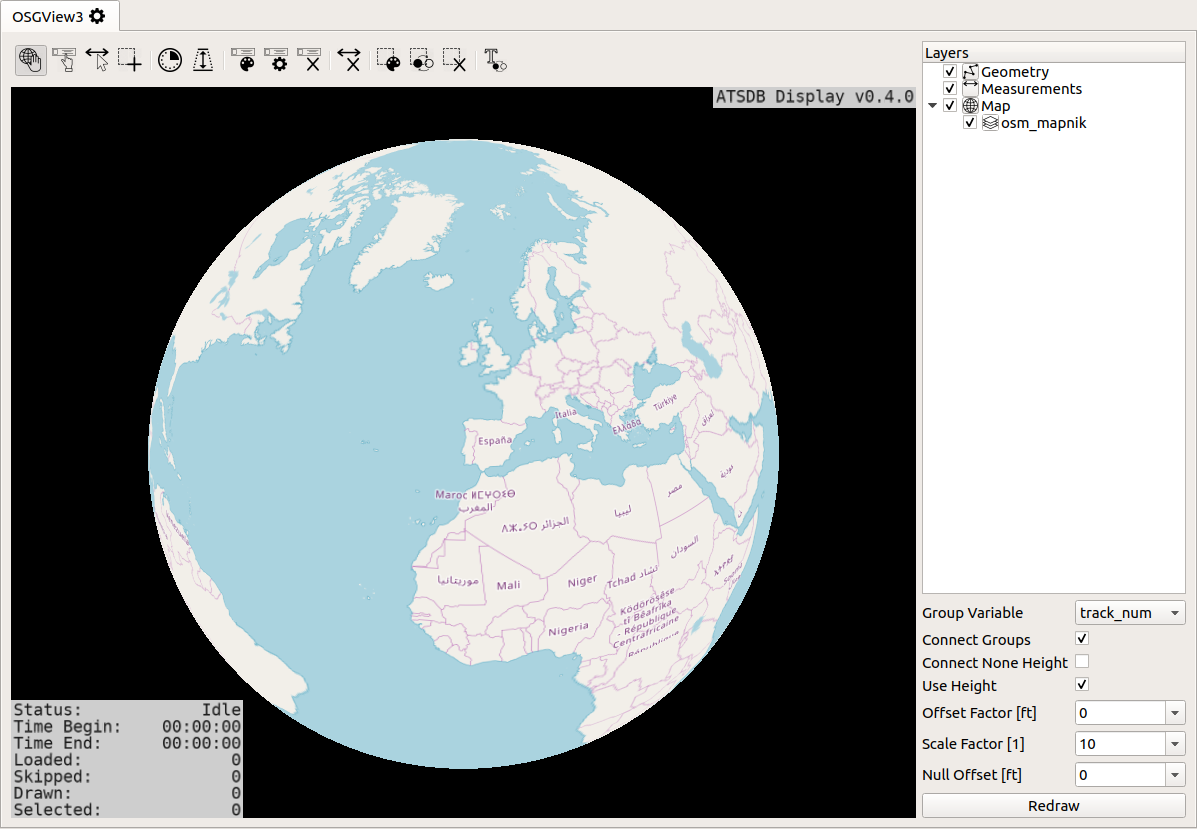 OSGView3
ATSDB Display v0.4.0
Layers
Geometry
Measurements
Map
osm_mapnik
Italia
Türkiye
Ελλάδα
España
العراق
Maroc ⵍⵎⵖⵔⵉⴱ
المغرب
الجزائر
ليبيا
مصر
موريتانيا
Mali
Niger
Tchad تشاد
السودان
Nigeria
Ködörösêse
tî Bêafrîka
- République
Centrafricaine
Status: Idle
Time Begin: 00:00:00
Time End: 00:00:00
Loaded: 0
Skipped: 0
Drawn: 0
Selected: 0
Group Variable track_num
Connect Groups
Connect None Height
Use Height
Offset Factor [ft] 0
Scale Factor [1] 10
Null Offset [ft] 0
Redraw